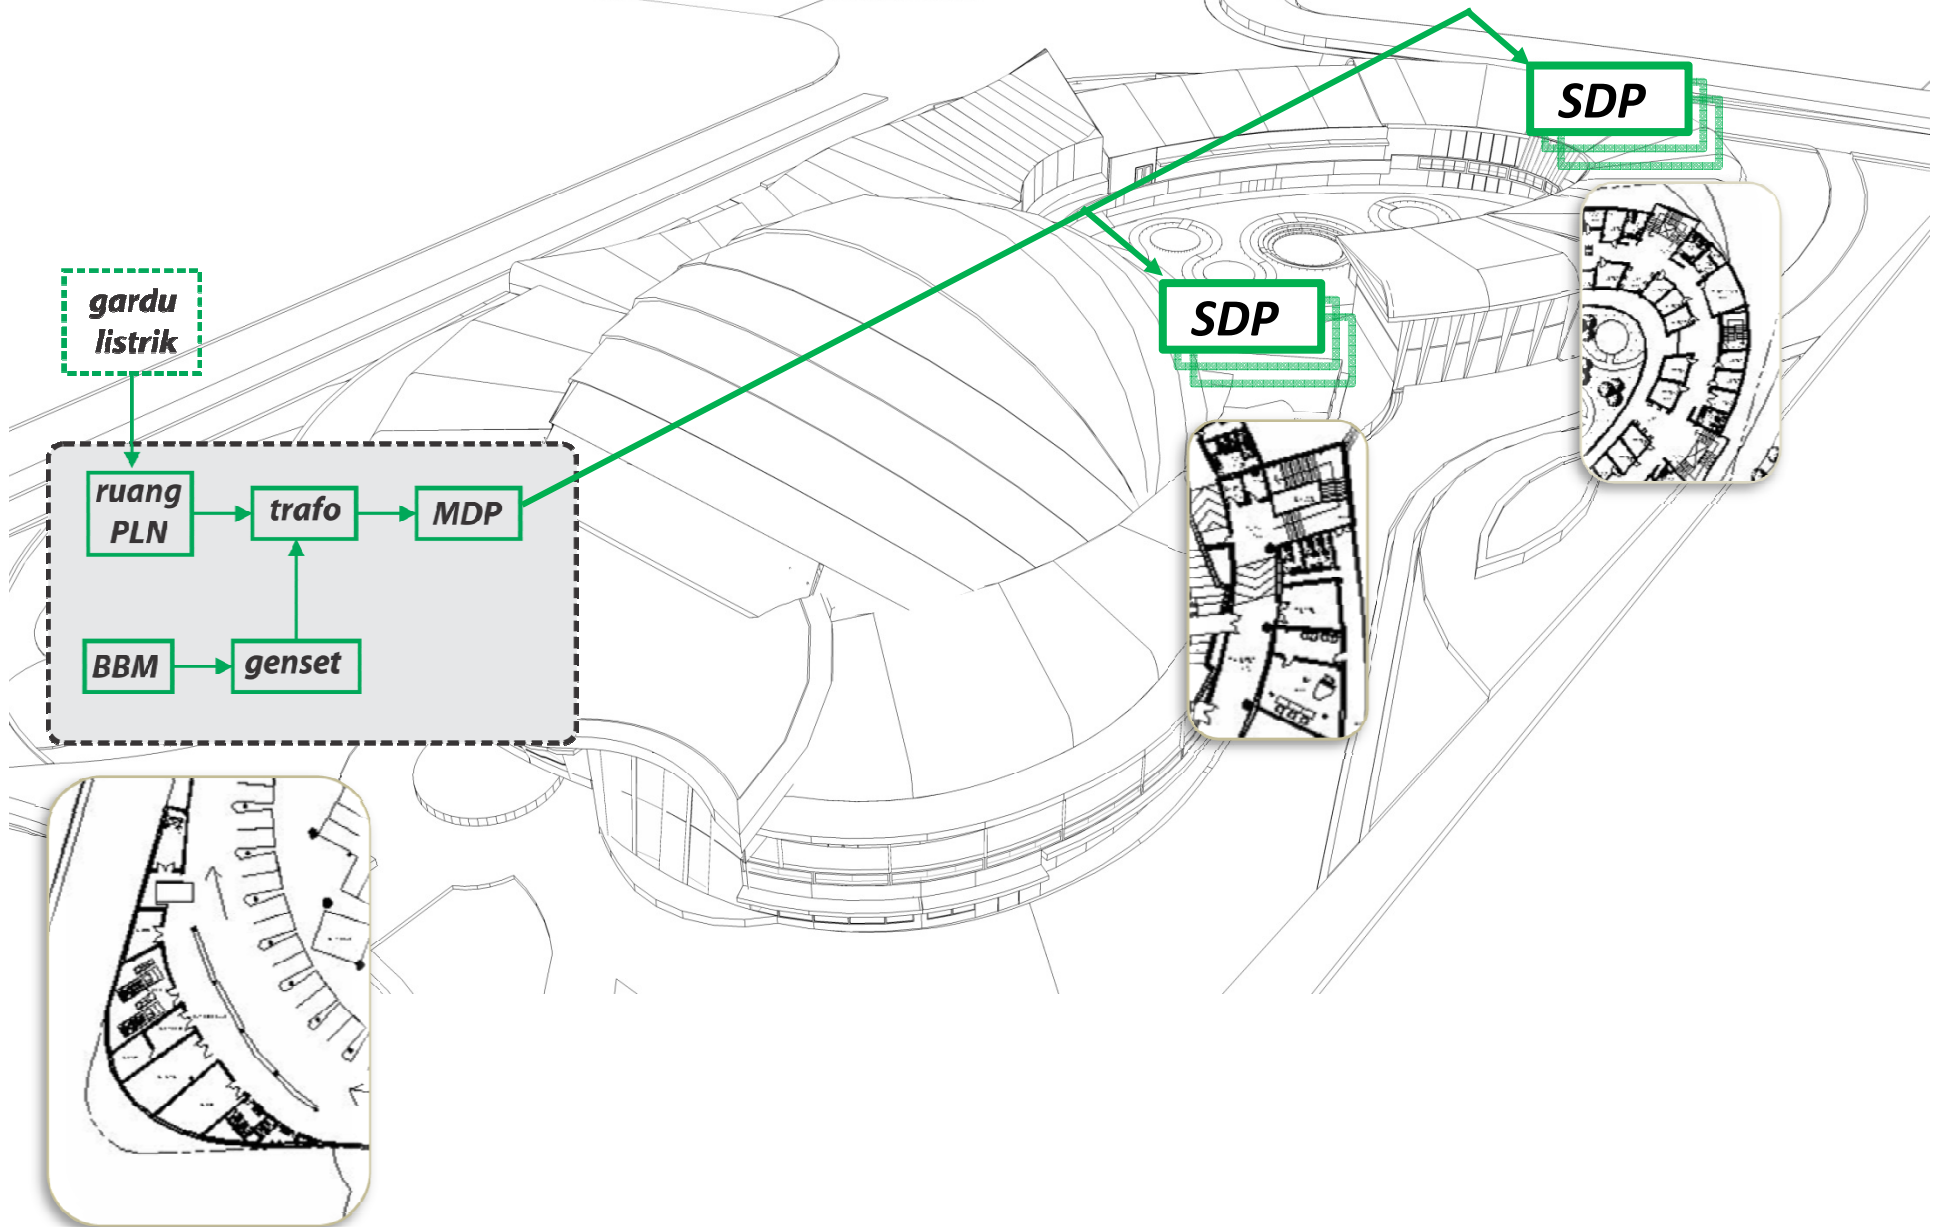 SDP
SDP
gardu
listrik
ruang
PLN
trafo
MDP
BBM
genset